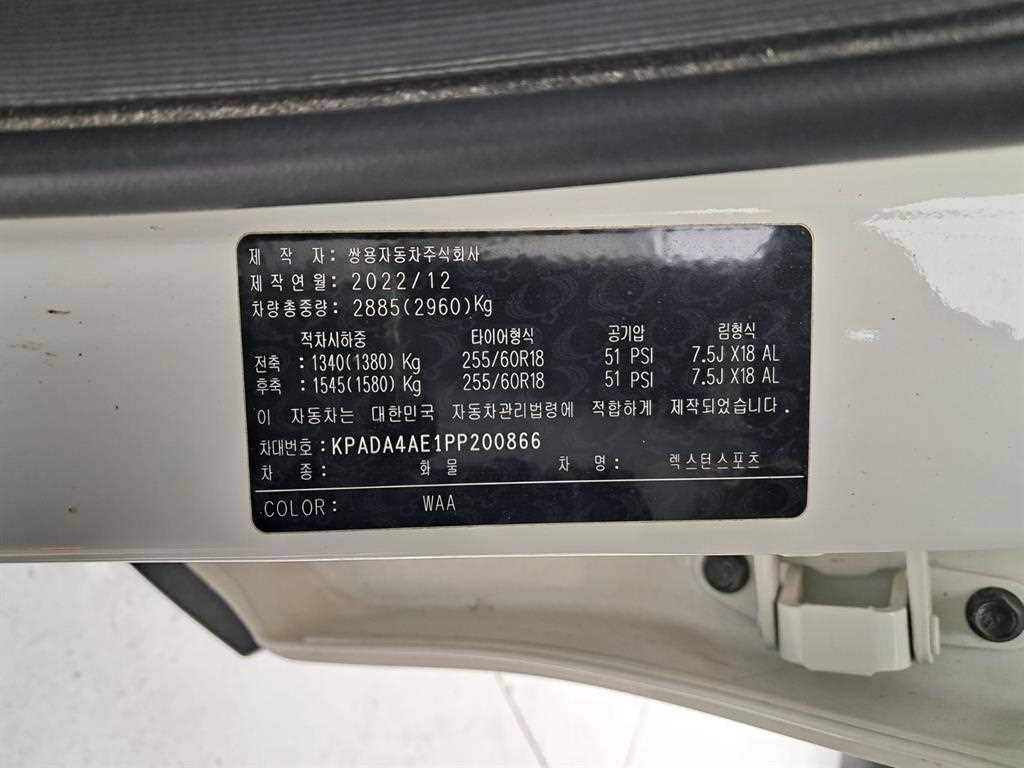 제 작 자 : 쌍용자동차주식회사
제작연월 : 2022/12
차량총중량 : 2885(2960)Kg
적차시하중 타이어형식 공기압 림형식
전축 : 1340(1380) Kg 255/60R18 51 PSI 7.5J X18 AL
후축 : 1545(1580) Kg 255/60R18 51 PSI 7.5J X18 AL
이 자동차는 대한민국 자동차관리법령에 적합하게 제작되었습니다.
차대번호 : KPADA4AE1PP200866
차 종 : 화 물 차 명 : 렉스턴스포츠
COLOR : WAA